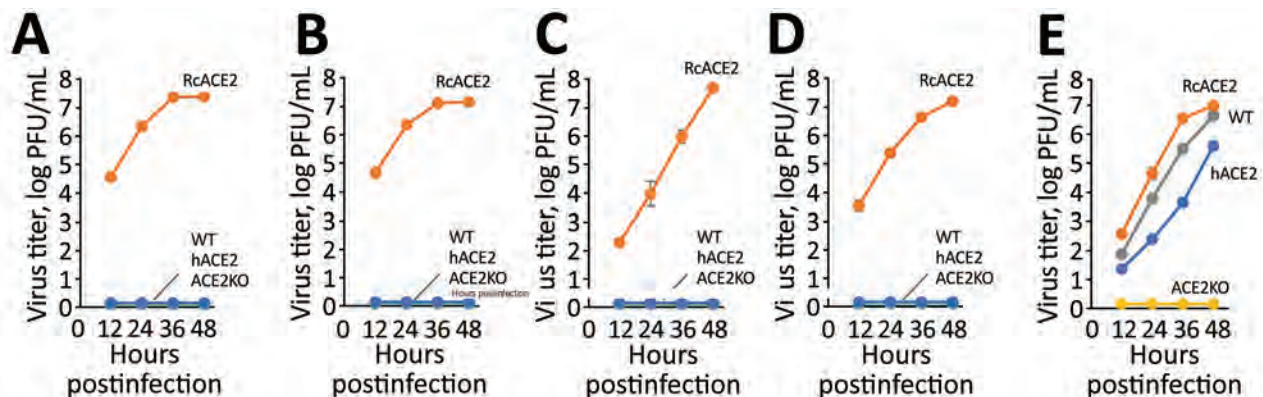 A
Virus titer, log PFU/mL
8
7
6
5
4
3
2
1
0
RcACE2
WT
hACE2
ACE2KO
0 12 24 36 48
Hours
postinfection
B
Virus titer, log PFU/mL
8
7
6
5
4
3
2
1
0
RcACE2
WT
hACE2
ACE2KO
Hours postinfection
0 12 24 36 48
Hours
postinfection
C
Vi us titer, log PFU/mL
8
7
6
5
4
3
2
1
0
RcACE2
WT
hACE2
ACE2KO
0 12 24 36 48
Hours
postinfection
D
Vi us titer, log PFU/mL
8
7
6
5
4
3
2
1
0
RcACE2
WT
hACE2
ACE2KO
0 12 24 36 48
Hours
postinfection
E
Virus titer, log PFU/mL
8
7
6
5
4
3
2
1
0
RcACE2
WT
hACE2
ACE2KO
0 12 24 36 48
Hours
postinfection